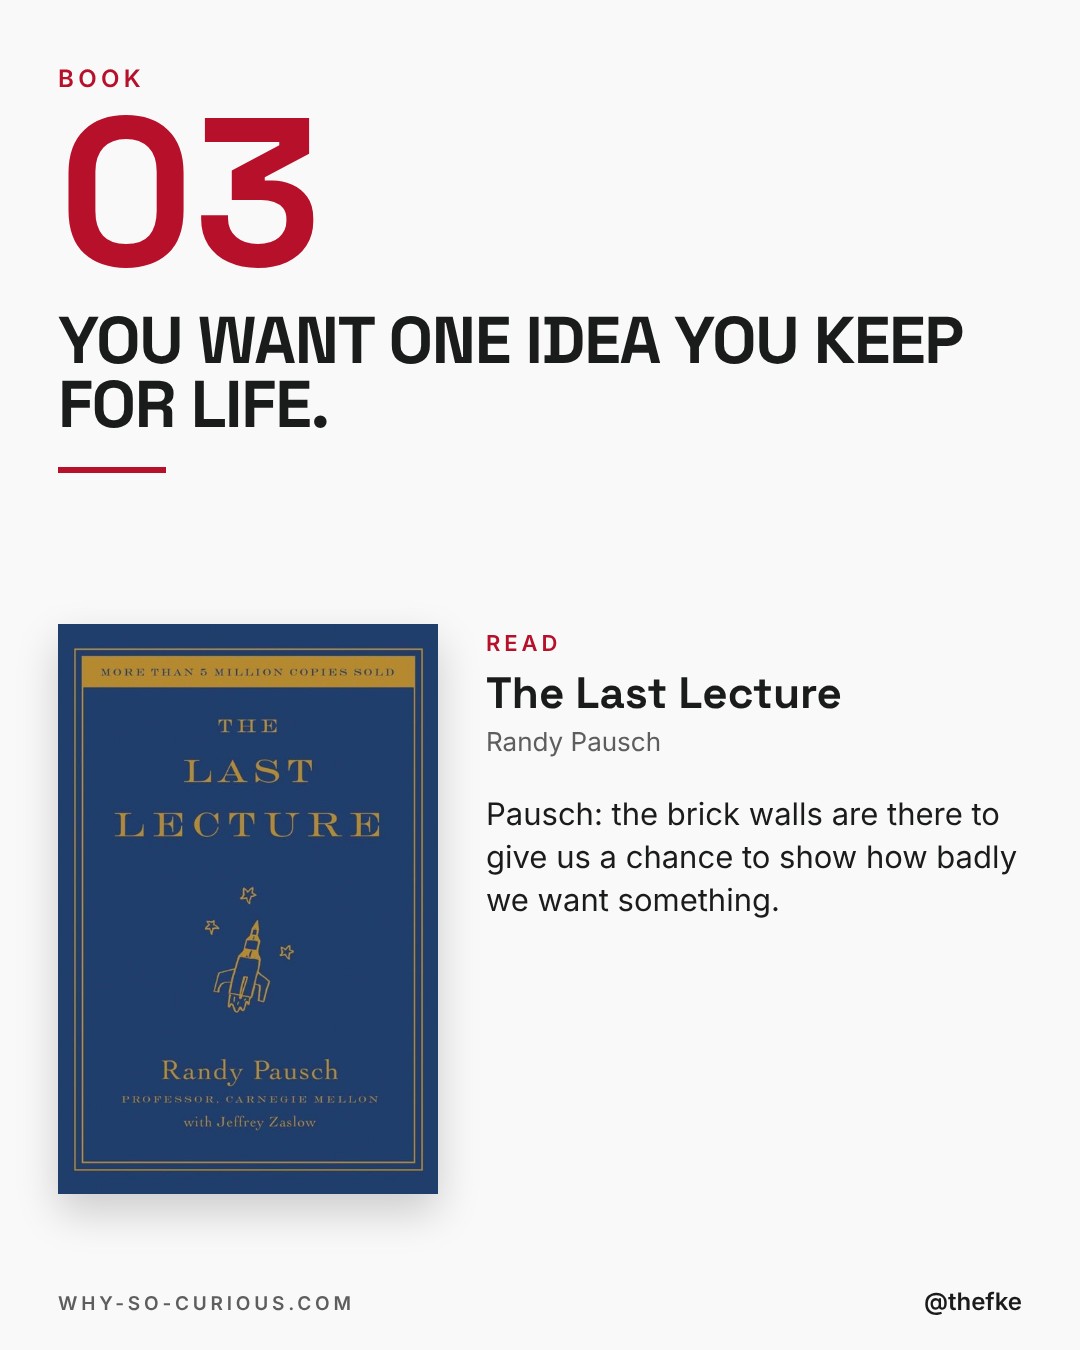 BOOK
03
YOU WANT ONE IDEA YOU KEEP
FOR LIFE.
MORE THAN 5 MILLION COPIES SOLD
THE
LAST
LECTURE
Randy Pausch
PROFESSOR, CARNEGIE MELLON
with Jeffrey Zaslow
READ
The Last Lecture
Randy Pausch
Pausch: the brick walls are there to
give us a chance to show how badly
we want something.
WHY-SO-CURIOUS.COM
@thefke